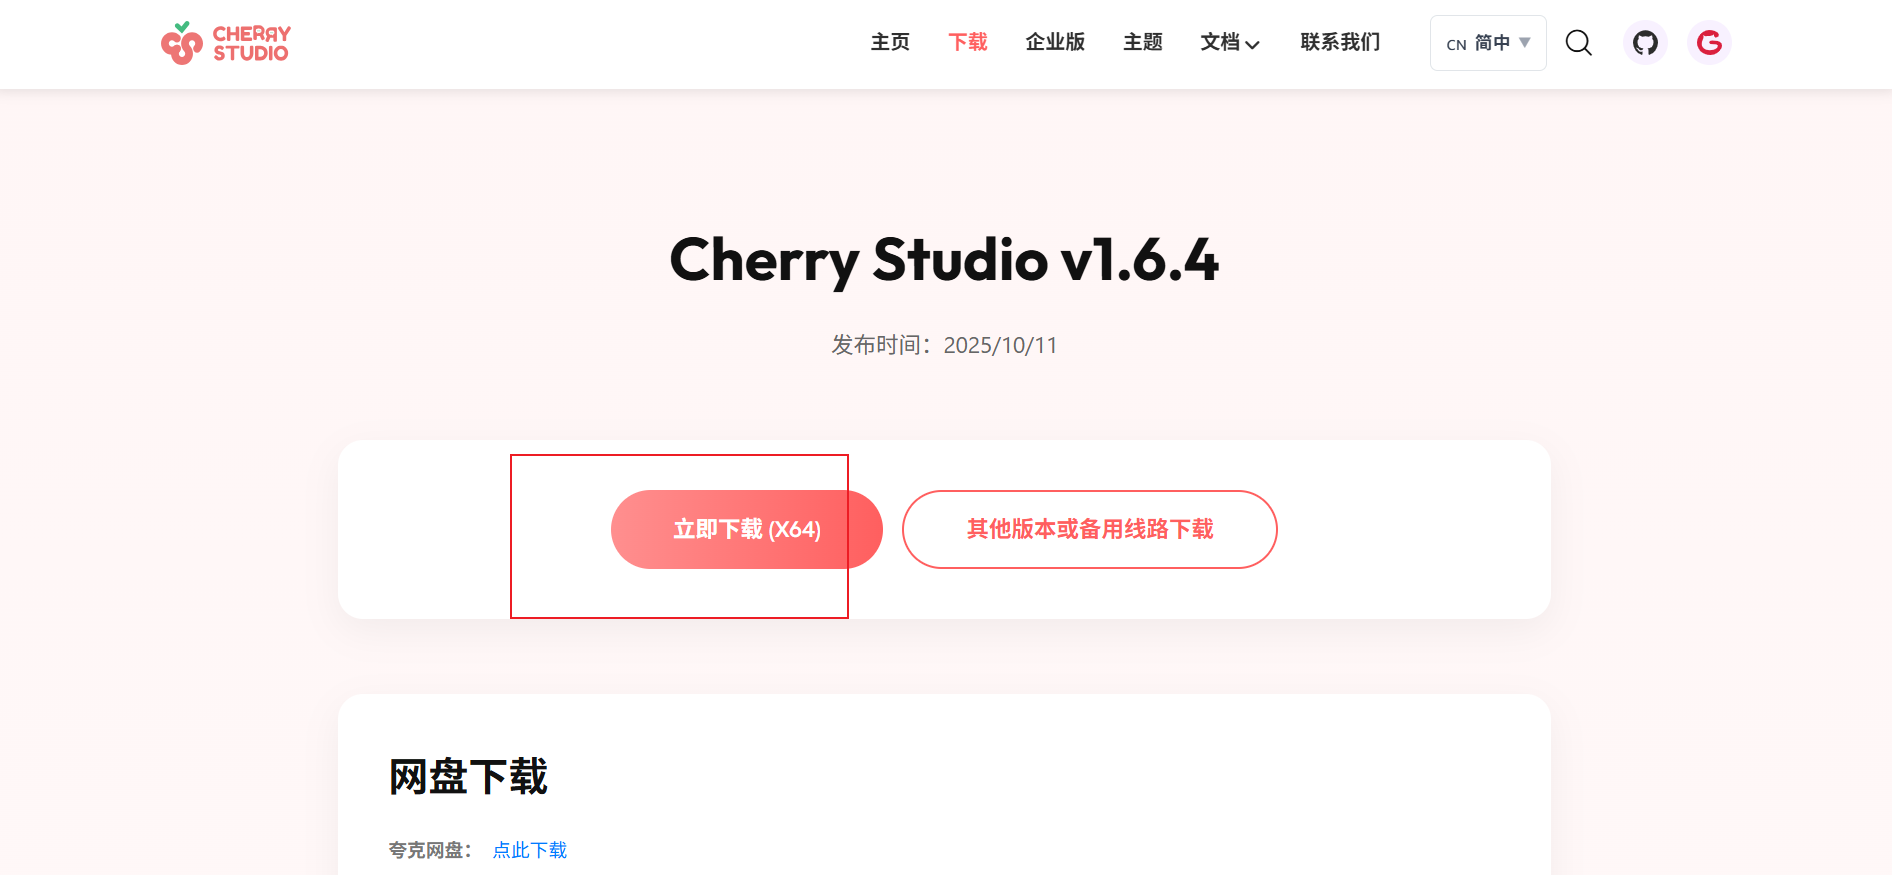 CHERRY STUDIO
主页 下载 企业版 主题 文档 联系我们 CN 简中
Cherry Studio v1.6.4
发布时间：2025/10/11
立即下载 (X64) 其他版本或备用线路下载
网盘下载
夸克网盘： 点此下载